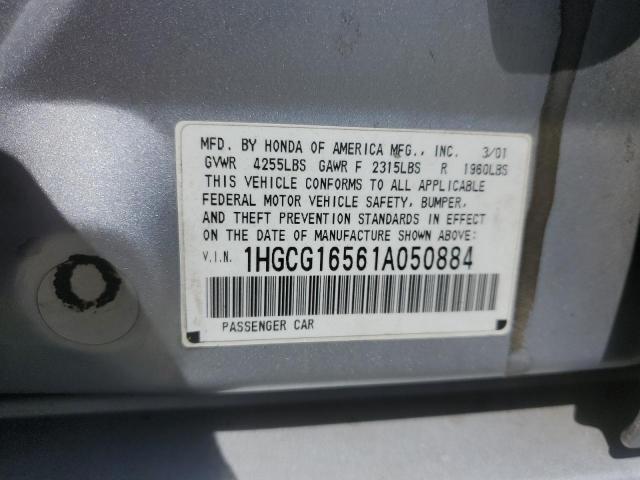 MFD. BY HONDA OF AMERICA MFG., INC. 3/01
GVWR 4255LBS GAWR F 2315LBS R 1960LBS
THIS VEHICLE CONFORMS TO ALL APPLICABLE
FEDERAL MOTOR VEHICLE SAFETY, BUMPER,
AND THEFT PREVENTION STANDARDS IN EFFECT
ON THE DATE OF MANUFACTURE SHOWN ABOVE:
V.I.N. 1HGCG16561A050884
PASSENGER CAR